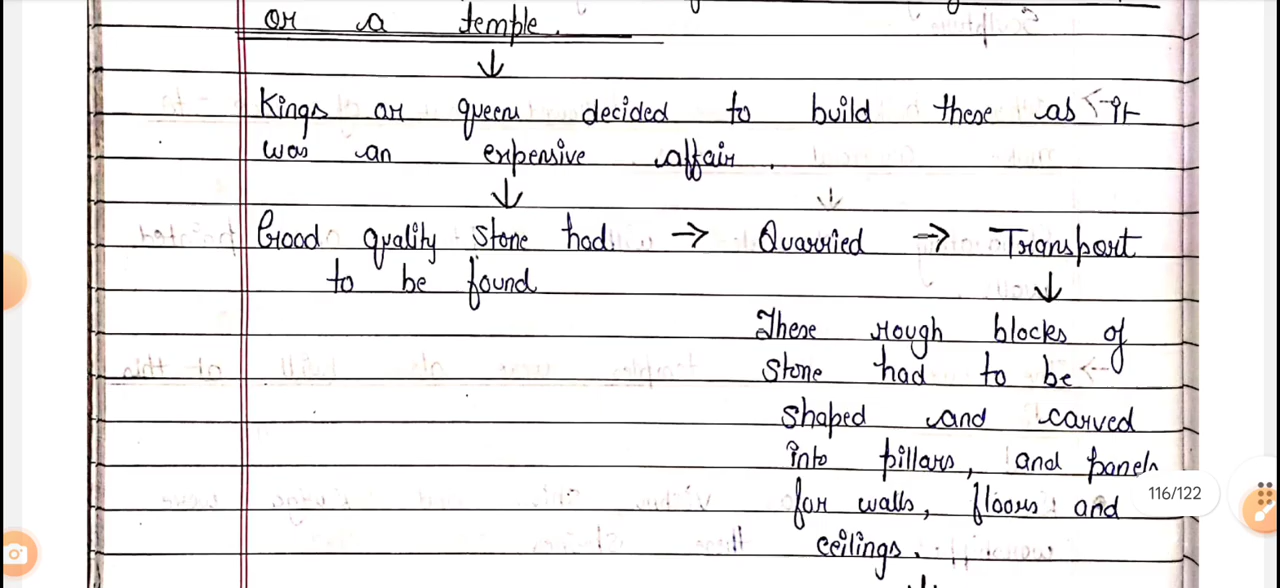 or a temple.
↓
Kings or queens decided to build these as it
was an expensive affair.
↓
Good quality stone had → Quarried → Transport
to be found
↓
These rough blocks of
stone had to be
shaped and carved
into pillars, and panels
for walls, floors and
ceilings.
↓
116/122